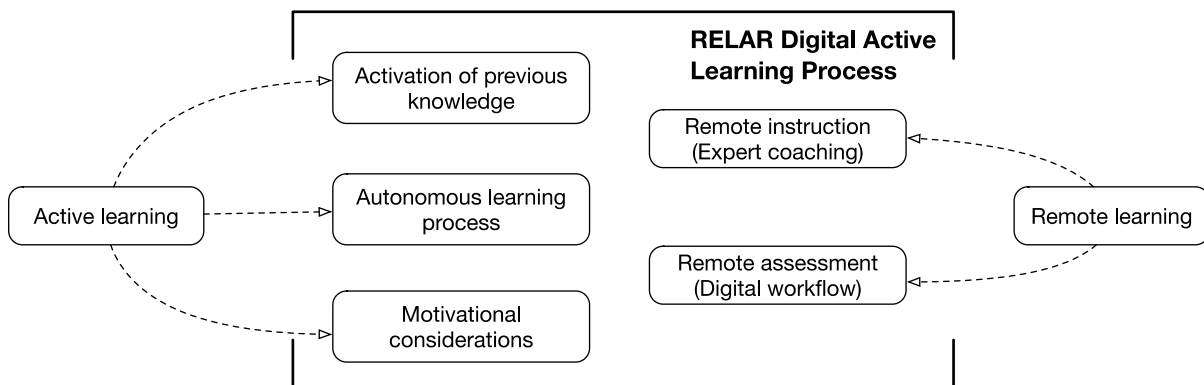 RELAR Digital Active
Learning Process
Activation of previous
knowledge
Remote instruction
(Expert coaching)
Active learning
Autonomous learning
process
Remote learning
Remote assessment
(Digital workflow)
Motivational
considerations